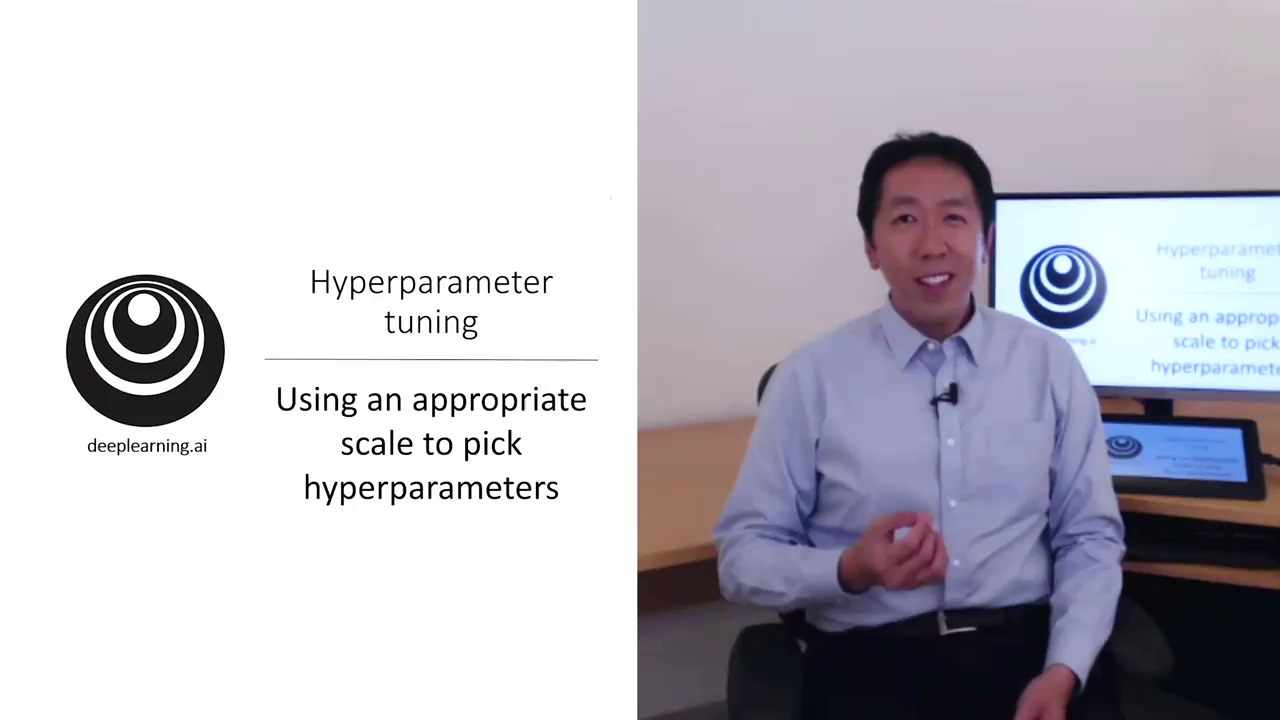 Hyperparameter
tuning
Using an appropriate
scale to pick
hyperparameters
deeplearning.ai
Hyperparamet
tuning
Using an approp
scale to pick
hyperparamete